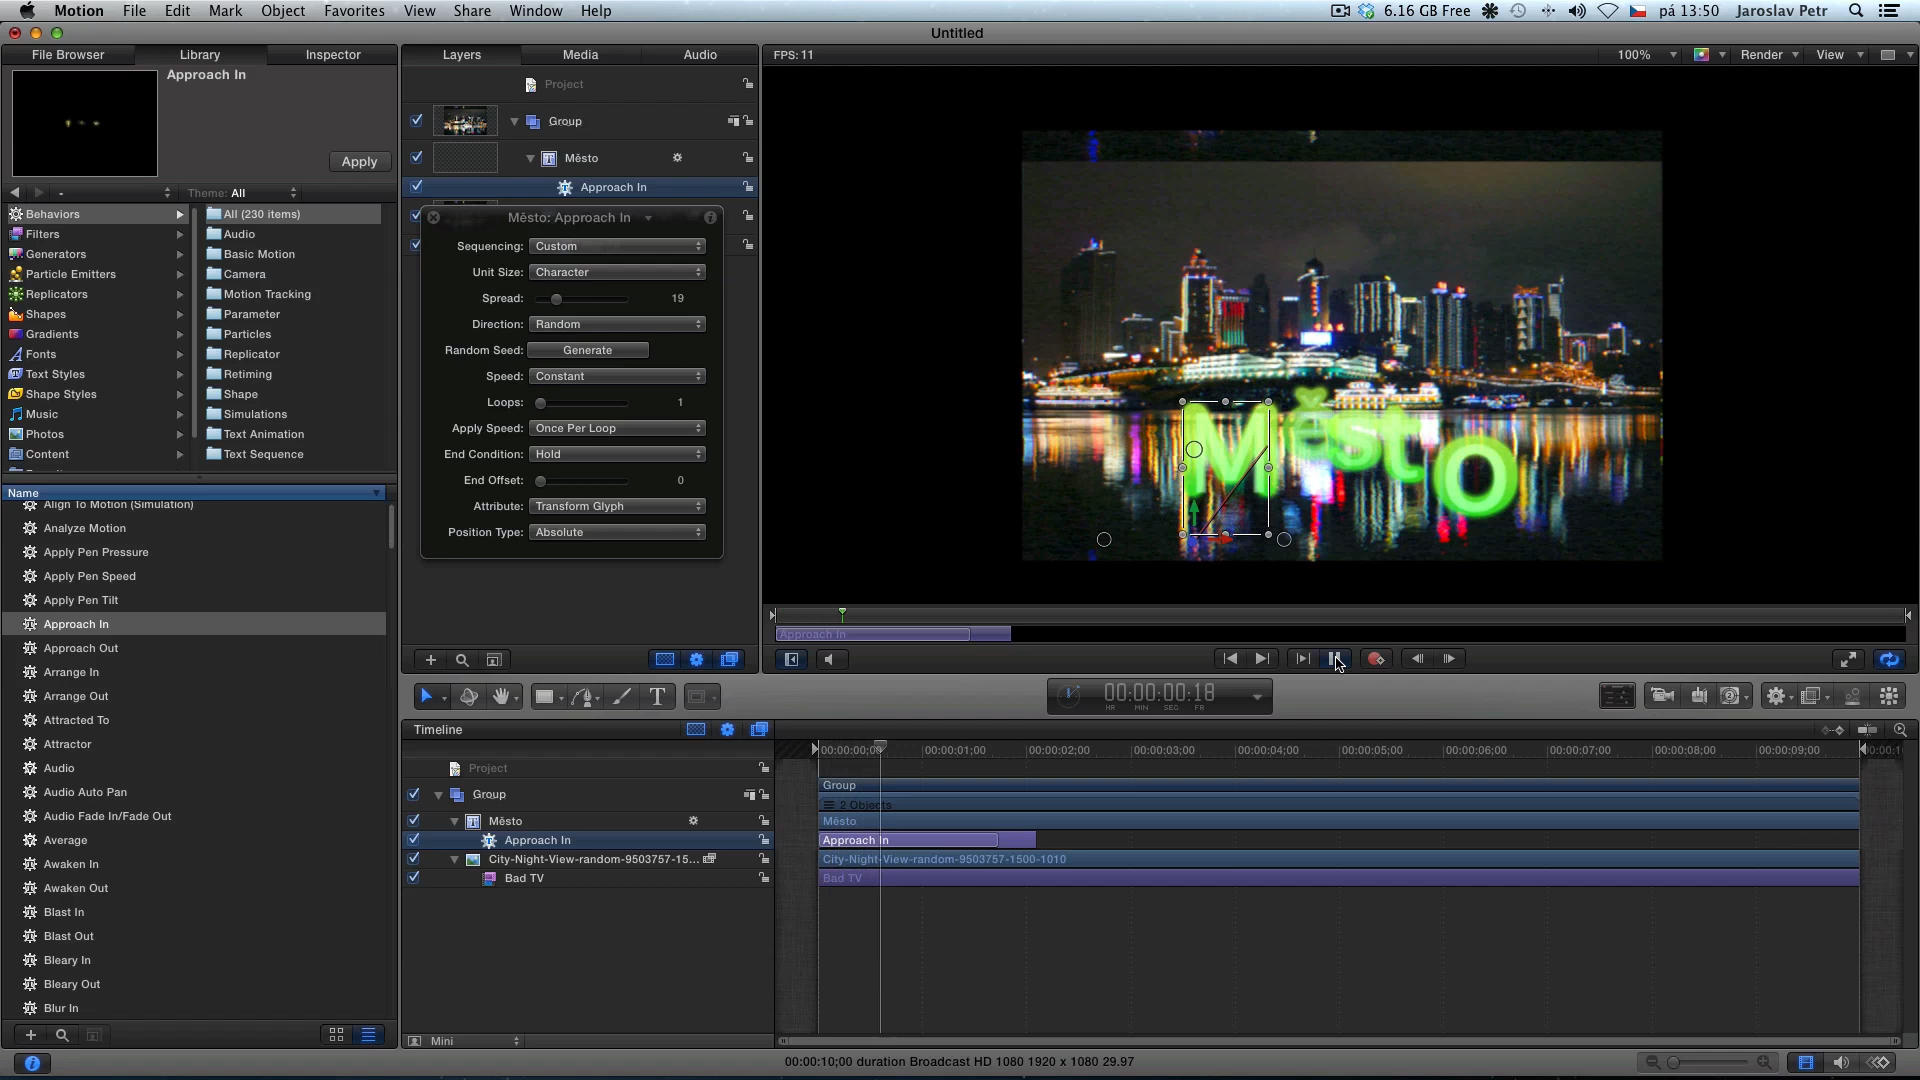 Motion File Edit Mark Object Favorites View Share Window Help
6.16 GB Free pá 13:50 Jaroslav Petr
Untitled
File Browser Library Inspector
Approach In
Apply
- Theme: All
Behaviors
Filters
Generators
Particle Emitters
Replicators
Shapes
Gradients
Fonts
Text Styles
Shape Styles
Music
Photos
Content
All (230 items)
Audio
Basic Motion
Camera
Motion Tracking
Parameter
Particles
Replicator
Retiming
Shape
Simulations
Text Animation
Text Sequence
Name
Align To Motion (Simulation)
Analyze Motion
Apply Pen Pressure
Apply Pen Speed
Apply Pen Tilt
Approach In
Approach Out
Arrange In
Arrange Out
Attracted To
Attractor
Audio
Audio Auto Pan
Audio Fade In/Fade Out
Average
Awaken In
Awaken Out
Blast In
Blast Out
Bleary In
Bleary Out
Blur In
Layers Media Audio
Project
Group
Město
Approach In
Město: Approach In
Sequencing: Custom
Unit Size: Character
Spread: 19
Direction: Random
Random Seed: Generate
Speed: Constant
Loops: 1
Apply Speed: Once Per Loop
End Condition: Hold
End Offset: 0
Attribute: Transform Glyph
Position Type: Absolute
FPS: 11 100% Render View
Město
Approach In
00:00:00:18
HR MIN SEC FR
Timeline
00:00:01;00 00:00:02;00 00:00:03;00 00:00:04;00 00:00:05;00 00:00:06;00 00:00:07;00 00:00:08;00 00:00:09;00
Project
Group Group
2 Objects
Město Město
Approach In Approach In
City-Night-View-random-9503757-15... City-Night-View-random-9503757-1500-1010
Bad TV Bad TV
Mini
00:00:10;00 duration Broadcast HD 1080 1920 x 1080 29.97